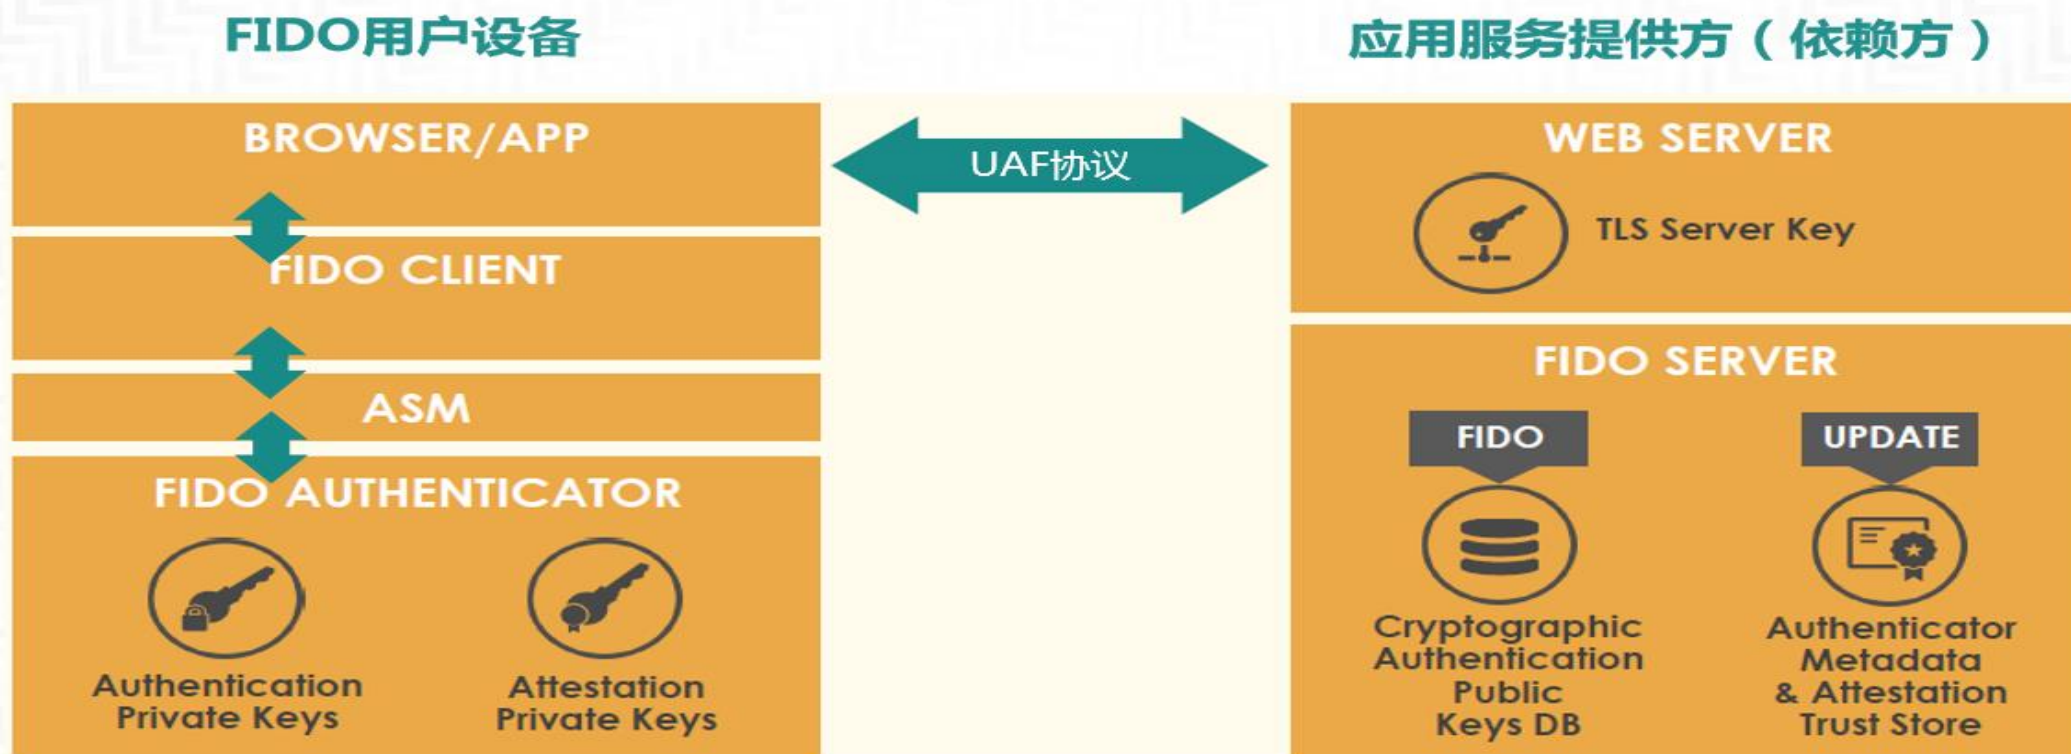 FIDO用户设备
应用服务提供方（依赖方）
BROWSER/APP
FIDO CLIENT
ASM
FIDO AUTHENTICATOR
Authentication
Private Keys
Attestation
Private Keys
UAF协议
WEB SERVER
TLS Server Key
FIDO SERVER
FIDO
UPDATE
Cryptographic
Authentication
Public
Keys DB
Authenticator
Metadata
& Attestation
Trust Store